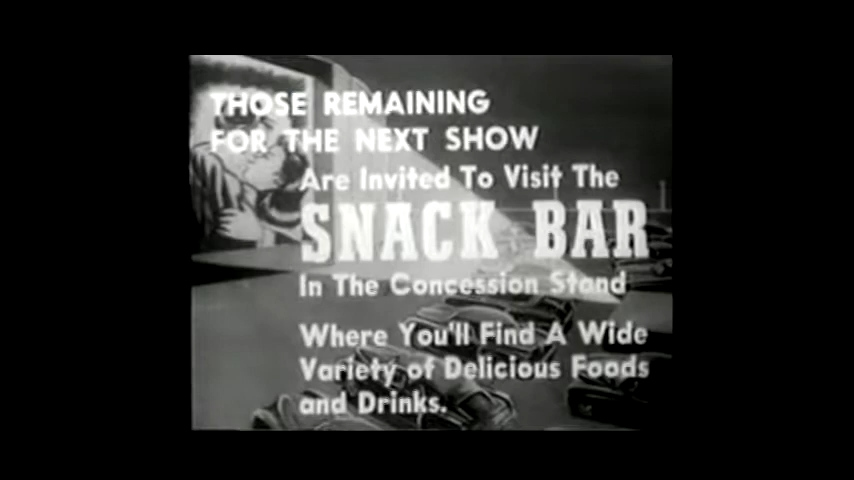 THOSE REMAINING
FOR THE NEXT SHOW
Are Invited To Visit The
SNACK BAR
In The Concession Stand
Where You'll Find A Wide
Variety of Delicious Foods
and Drinks.